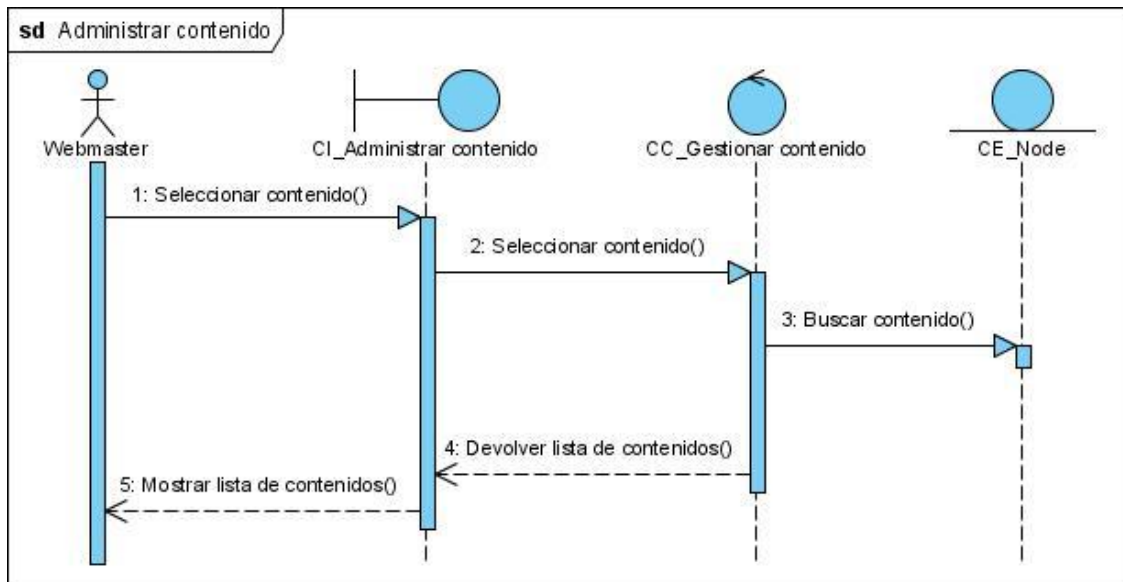 sd Administrar contenido
Webmaster
CI_Administrar contenido
CC_Gestionar contenido
CE_Node
1: Seleccionar contenido()
2: Seleccionar contenido()
3: Buscar contenido()
4: Devolver lista de contenidos()
5: Mostrar lista de contenidos()